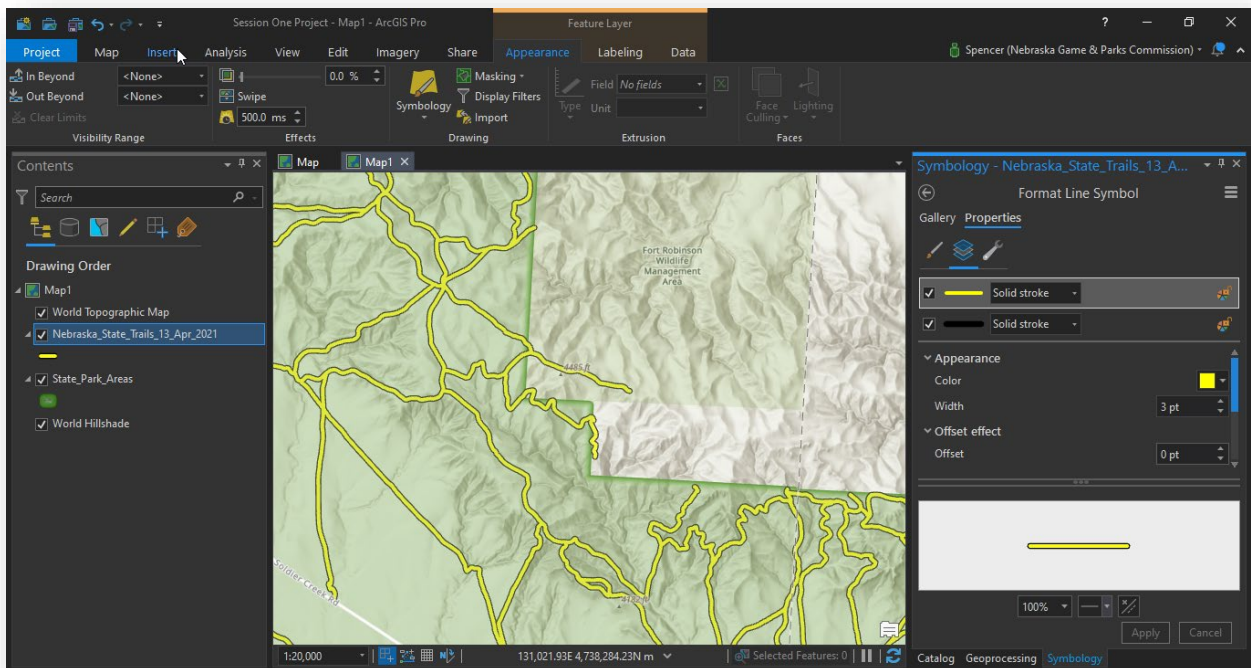 Session One Project - Map1 - ArcGIS Pro
Feature Layer
?
Project Map Insert Analysis View Edit Imagery Share Appearance Labeling Data
Spencer (Nebraska Game & Parks Commission)
In Beyond <None>
Out Beyond <None>
Clear Limits
Visibility Range
0.0 %
Swipe
500.0 ms
Effects
Symbology
Masking
Display Filters
Import
Drawing
Type
Field No fields
Unit
Extrusion
Face Culling
Lighting
Faces
Contents
Search
Drawing Order
Map1
World Topographic Map
Nebraska_State_Trails_13_Apr_2021
State_Park_Areas
World Hillshade
Map Map1
Fort Robinson
Wildlife
Management
Area
4485 ft
Soldier Creek Rd
4182 ft
1:20,000
131,021.93E 4,738,284.23N m
Selected Features: 0
Symbology - Nebraska_State_Trails_13_A...
Format Line Symbol
Gallery Properties
Solid stroke
Solid stroke
Appearance
Color
Width 3 pt
Offset effect
Offset 0 pt
100%
Apply Cancel
Catalog Geoprocessing Symbology